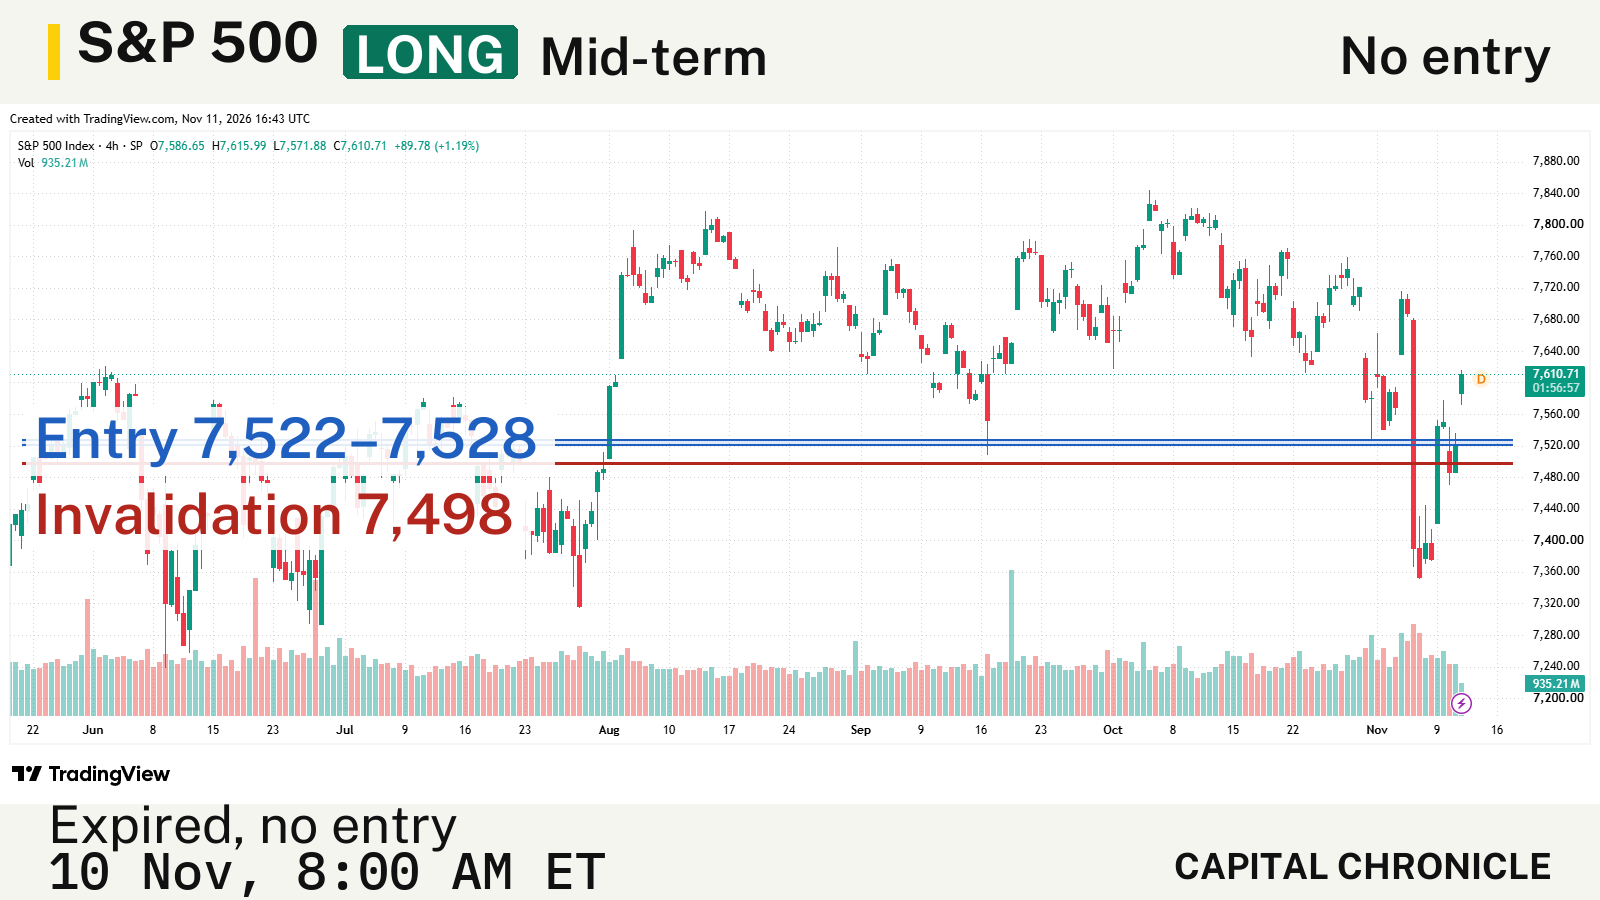 S&P 500 LONG Mid-term No entry
Created with TradingView.com, Nov 11, 2026 16:43 UTC
S&P 500 Index · 4h · SP O7,586.65 H7,615.99 L7,571.88 C7,610.71 +89.78 (+1.19%)
Vol 935.21 M
7,880.00
7,840.00
7,800.00
7,760.00
7,720.00
7,680.00
7,640.00
7,610.71
01:56:57
D
7,560.00
7,520.00
7,480.00
7,440.00
7,400.00
7,360.00
7,320.00
7,280.00
7,240.00
935.21 M
7,200.00
Entry 7,522–7,528
Invalidation 7,498
22 Jun 8 15 23 Jul 9 16 23 Aug 10 17 24 Sep 9 16 23 Oct 8 15 22 Nov 9 16
TradingView
Expired, no entry
10 Nov, 8:00 AM ET
CAPITAL CHRONICLE